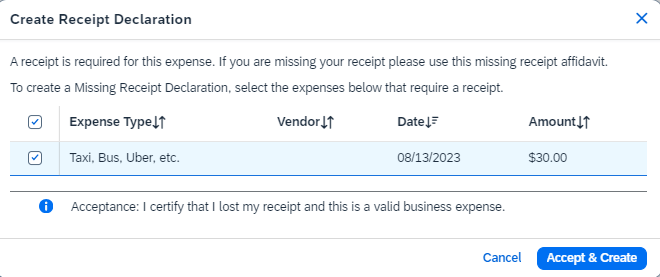 Create Receipt Declaration
A receipt is required for this expense. If you are missing your receipt please use this missing receipt affidavit.
To create a Missing Receipt Declaration, select the expenses below that require a receipt.
Expense Type Vendor Date Amount
Taxi, Bus, Uber, etc. 08/13/2023 $30.00
Acceptance: I certify that I lost my receipt and this is a valid business expense.
Cancel Accept & Create